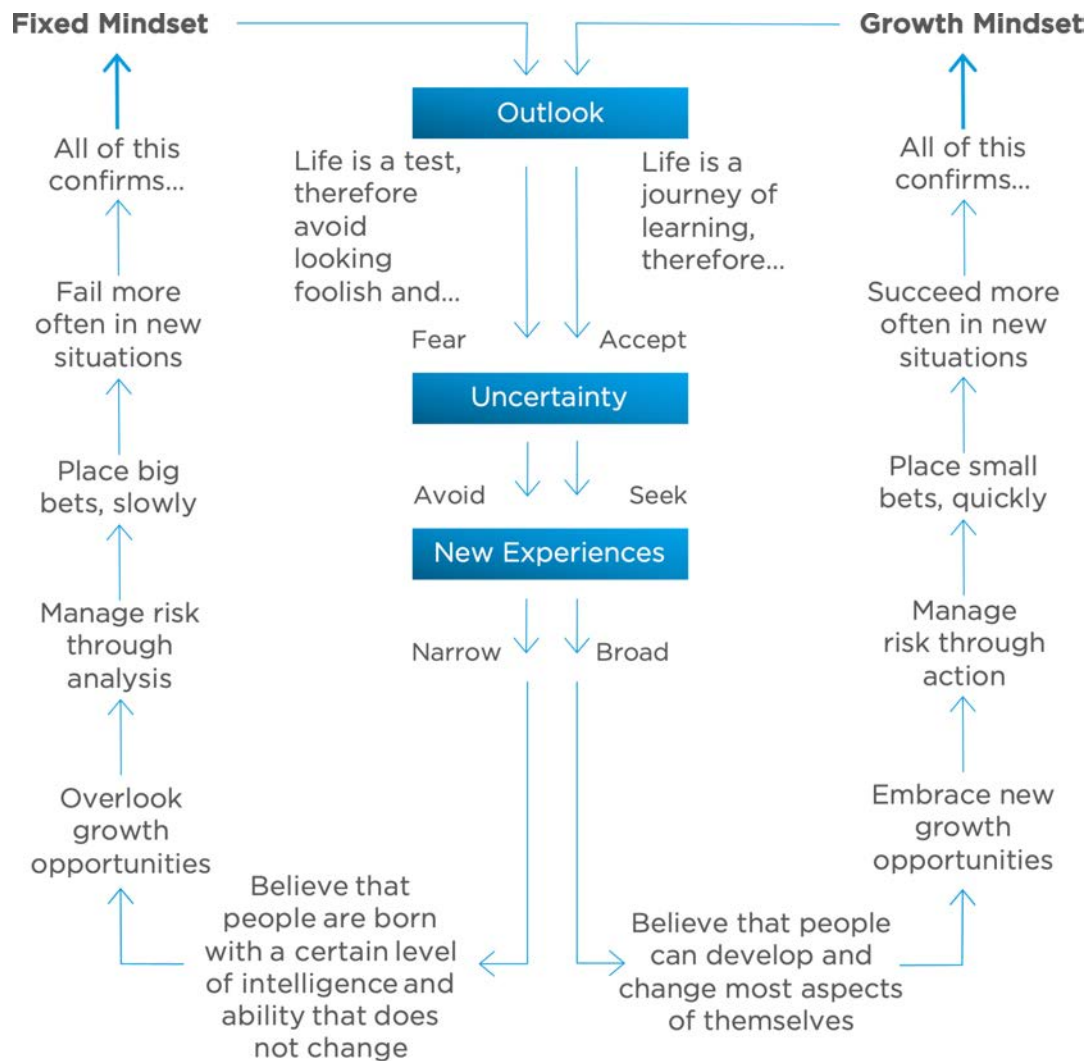 Fixed Mindset
Growth Mindset
Outlook
Life is a test,
therefore
avoid
looking
foolish and...
Life is a
journey of
learning,
therefore...
Fear
Accept
Uncertainty
Avoid
Seek
New Experiences
Narrow
Broad
Believe that
people are born
with a certain level
of intelligence and
ability that does
not change
Believe that people
can develop and
change most aspects
of themselves
Overlook
growth
opportunities
Manage risk
through
analysis
Place big
bets, slowly
Fail more
often in new
situations
All of this
confirms...
Embrace new
growth
opportunities
Manage
risk through
action
Place small
bets, quickly
Succeed more
often in new
situations
All of this
confirms...